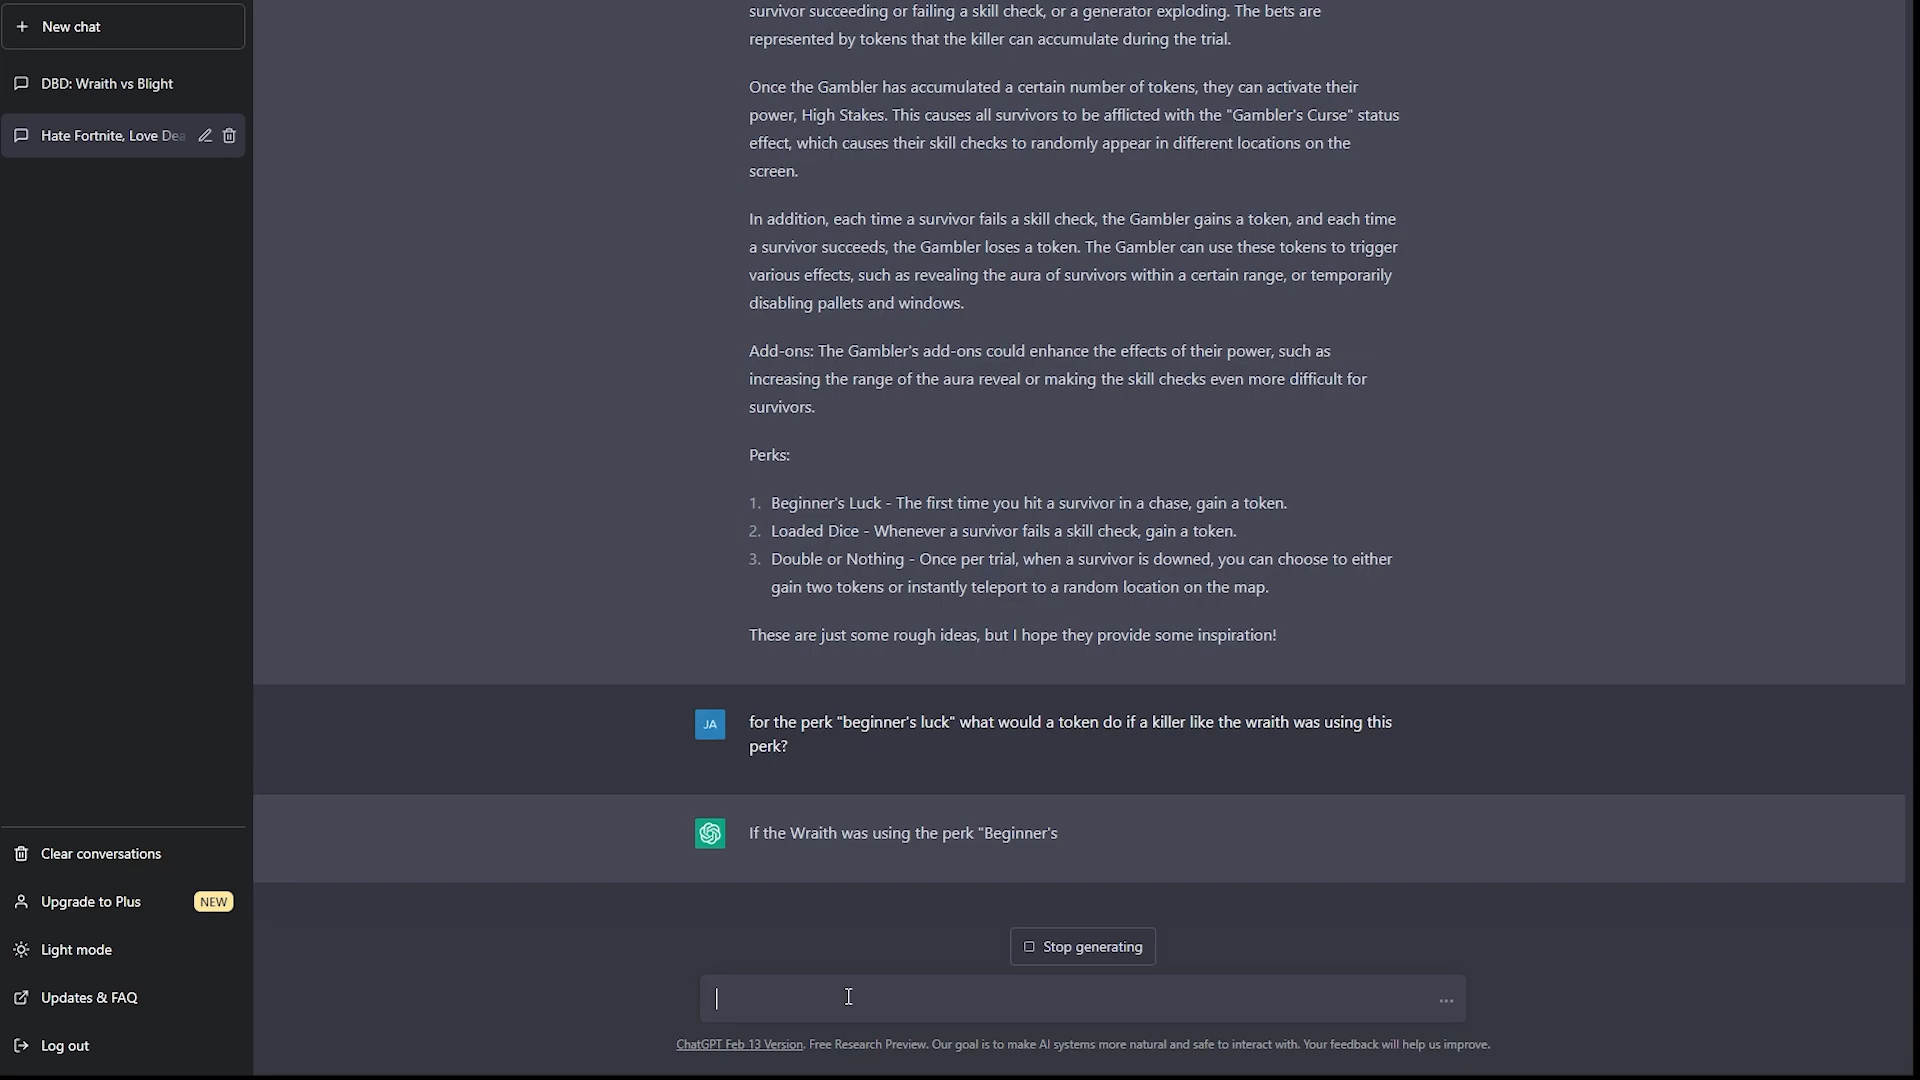 New chat
DBD: Wraith vs Blight
Hate Fortnite, Love Dea
Clear conversations
Upgrade to Plus
NEW
Light mode
Updates & FAQ
Log out
survivor succeeding or failing a skill check, or a generator exploding. The bets are
represented by tokens that the killer can accumulate during the trial.
Once the Gambler has accumulated a certain number of tokens, they can activate their
power, High Stakes. This causes all survivors to be afflicted with the "Gambler's Curse" status
effect, which causes their skill checks to randomly appear in different locations on the
screen.
In addition, each time a survivor fails a skill check, the Gambler gains a token, and each time
a survivor succeeds, the Gambler loses a token. The Gambler can use these tokens to trigger
various effects, such as revealing the aura of survivors within a certain range, or temporarily
disabling pallets and windows.
Add-ons: The Gambler's add-ons could enhance the effects of their power, such as
increasing the range of the aura reveal or making the skill checks even more difficult for
survivors.
Perks:
1. Beginner's Luck - The first time you hit a survivor in a chase, gain a token.
2. Loaded Dice - Whenever a survivor fails a skill check, gain a token.
3. Double or Nothing - Once per trial, when a survivor is downed, you can choose to either
gain two tokens or instantly teleport to a random location on the map.
These are just some rough ideas, but I hope they provide some inspiration!
JA
for the perk "beginner's luck" what would a token do if a killer like the wraith was using this
perk?
If the Wraith was using the perk "Beginner's
Stop generating
...
ChatGPT Feb 13 Version. Free Research Preview. Our goal is to make AI systems more natural and safe to interact with. Your feedback will help us improve.